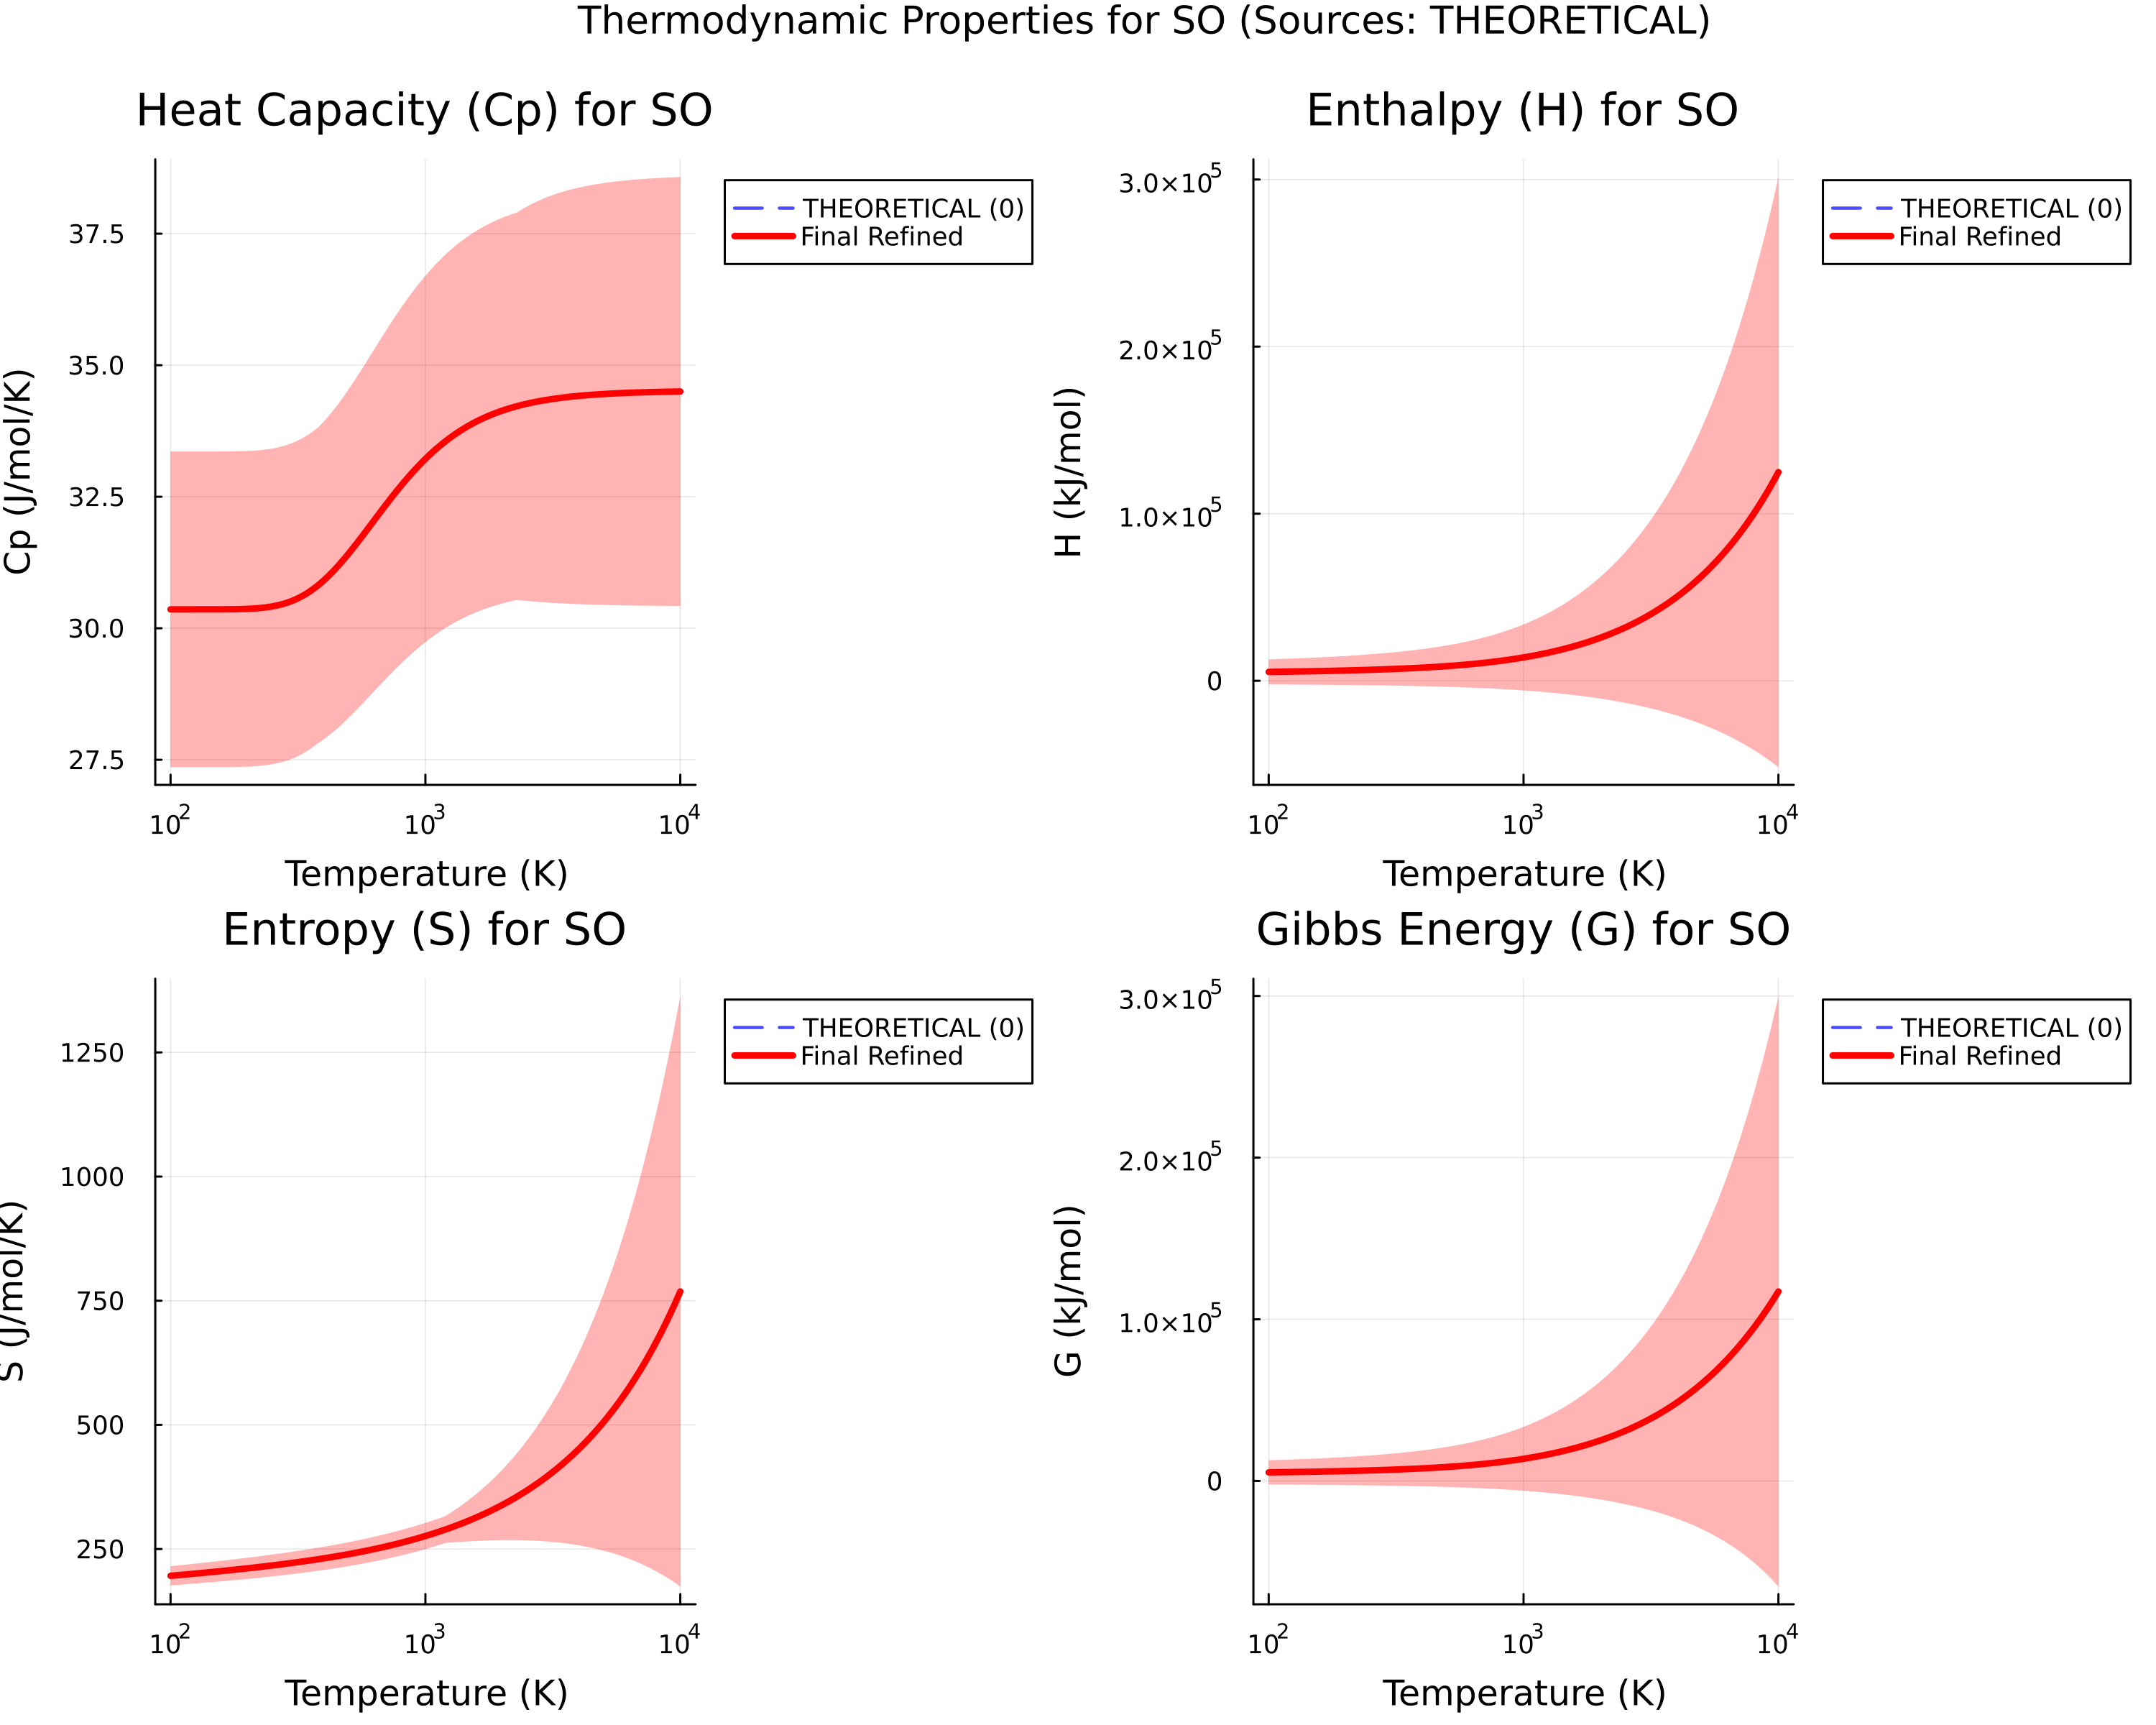 Thermodynamic Properties for SO (Sources: THEORETICAL)
Heat Capacity (Cp) for SO
Cp (J/mol/K)
37.5
35.0
32.5
30.0
27.5
10²
10³
10⁴
Temperature (K)
THEORETICAL (0)
Final Refined
Enthalpy (H) for SO
H (kJ/mol)
3.0×10⁵
2.0×10⁵
1.0×10⁵
0
10²
10³
10⁴
Temperature (K)
THEORETICAL (0)
Final Refined
Entropy (S) for SO
S (J/mol/K)
1250
1000
750
500
250
10²
10³
10⁴
Temperature (K)
THEORETICAL (0)
Final Refined
Gibbs Energy (G) for SO
G (kJ/mol)
3.0×10⁵
2.0×10⁵
1.0×10⁵
0
10²
10³
10⁴
Temperature (K)
THEORETICAL (0)
Final Refined